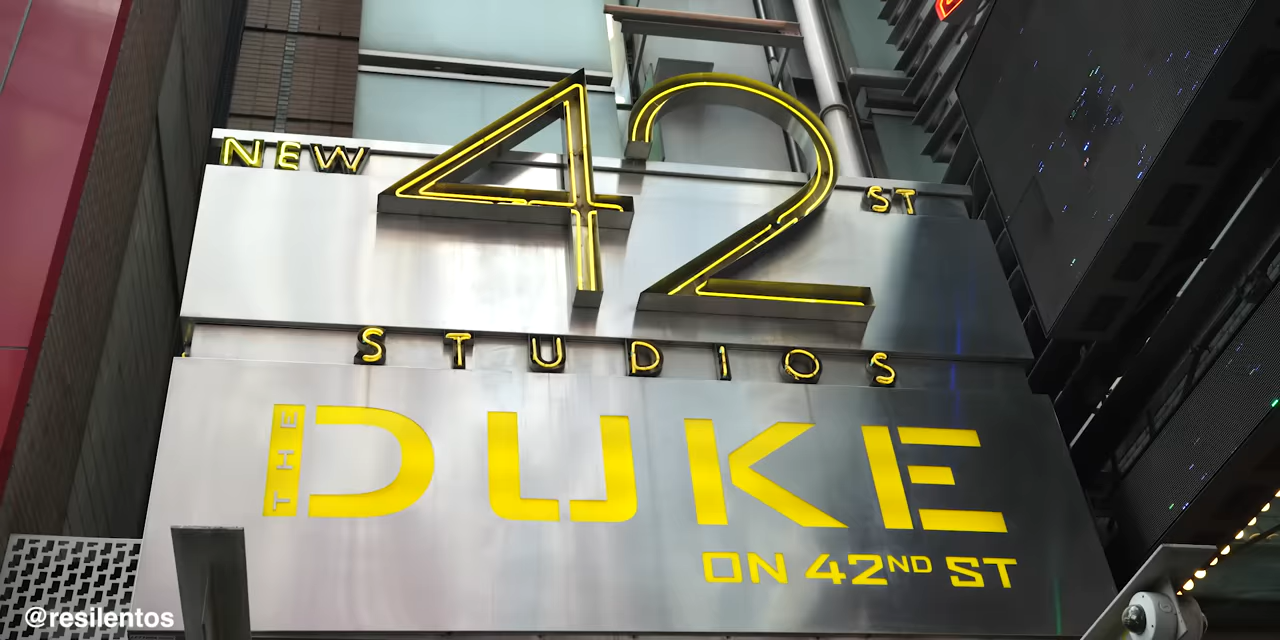 NEW 42 ST
STUDIOS
THE DUKE
ON 42ND ST
@resilentos